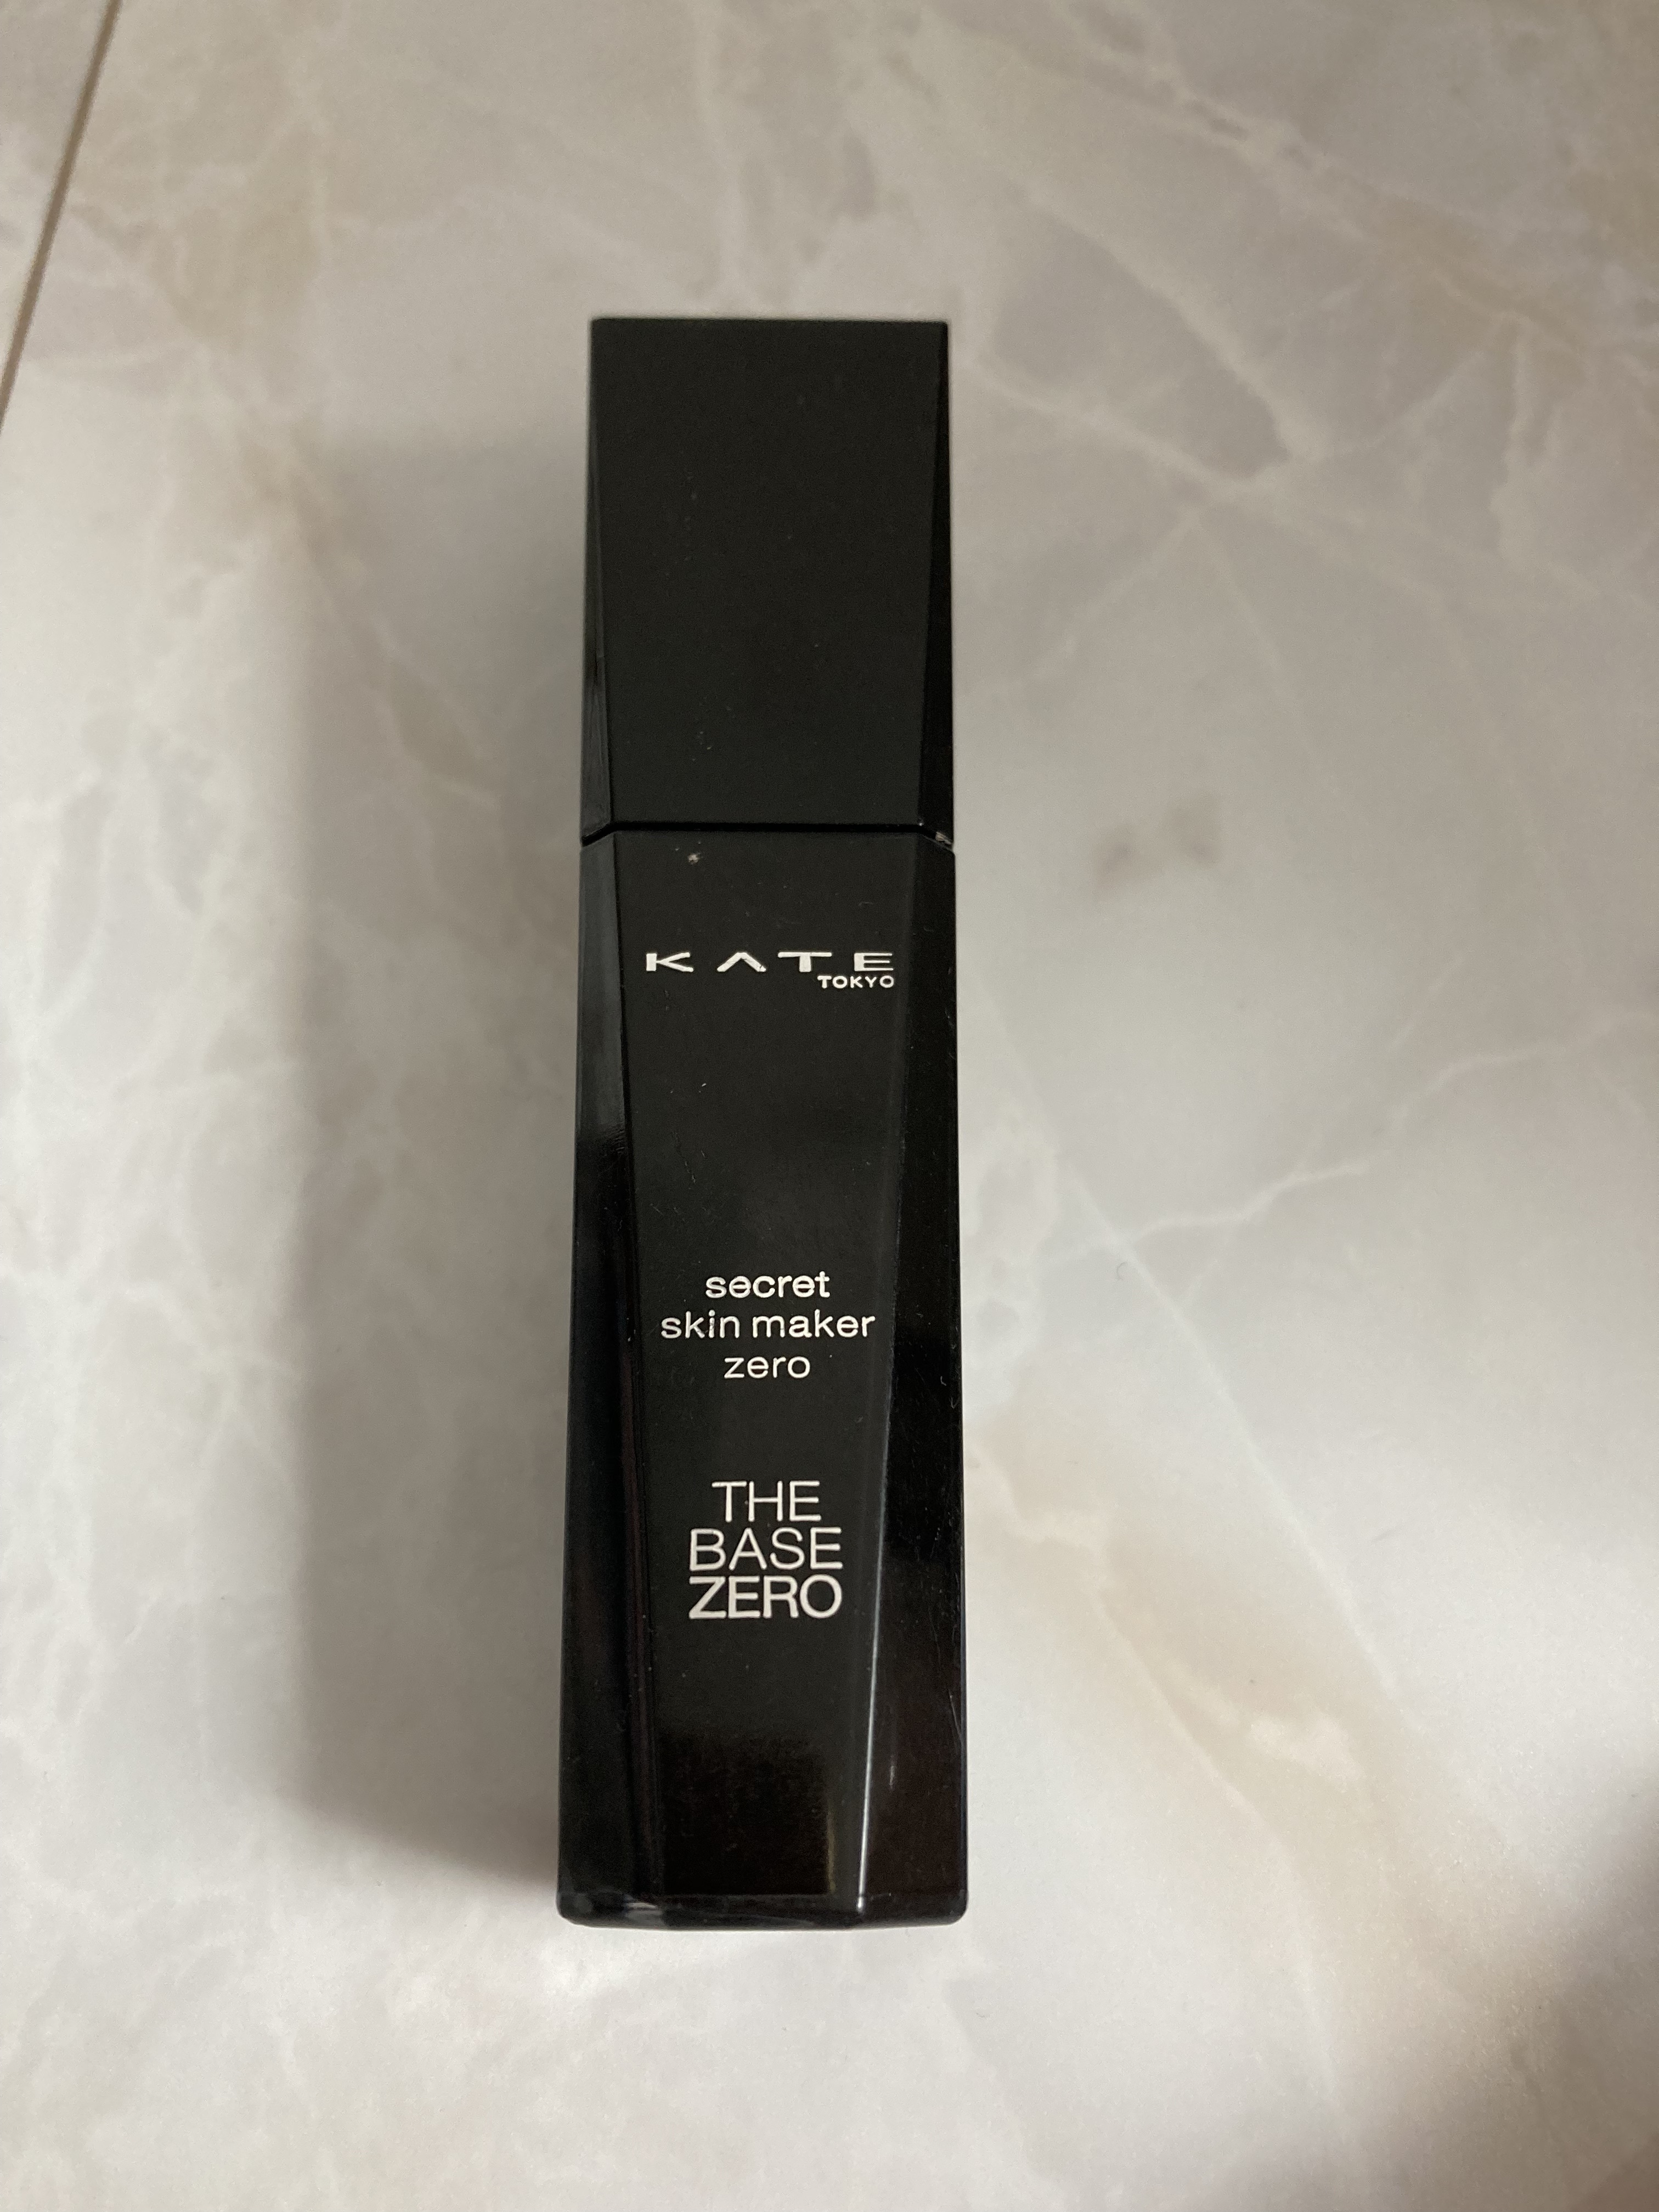 KATE
TOKYO
secret
skin maker
zero
THE
BASE
ZERO